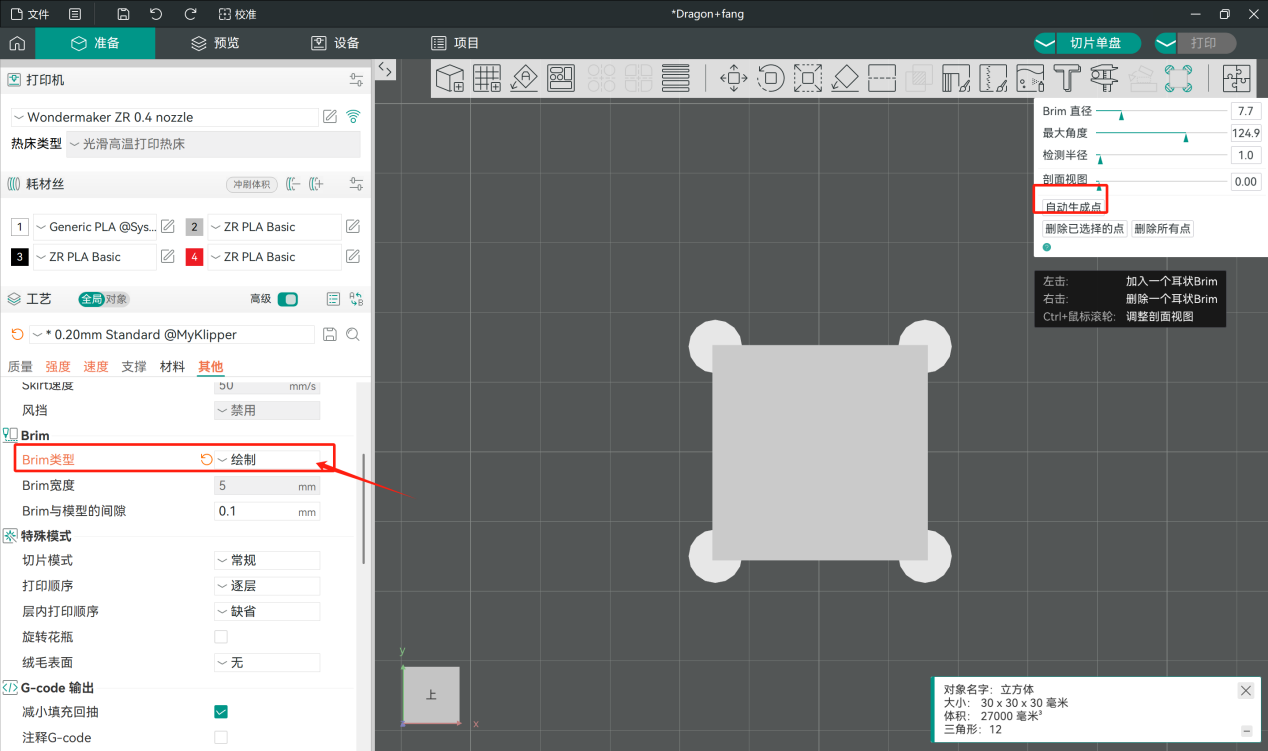 文件
校准
*Dragon+fang
准备
预览
设备
项目
切片单盘
打印
打印机
Wondermaker ZR 0.4 nozzle
热床类型
光滑高温打印热床
耗材丝
冲刷体积
1 Generic PLA @Sys...
2 ZR PLA Basic
3 ZR PLA Basic
4 ZR PLA Basic
工艺
全局 对象
高级
* 0.20mm Standard @MyKlipper
质量 强度 速度 支撑 材料 其他
Skirt速度 50 mm/s
风挡 禁用
Brim
Brim类型 绘制
Brim宽度 5 mm
Brim与模型的间隙 0.1 mm
特殊模式
切片模式 常规
打印顺序 逐层
层内打印顺序 缺省
旋转花瓶
绒毛表面 无
G-code 输出
减小填充回抽
注释G-code
Brim 直径 7.7
最大角度 124.9
检测半径 1.0
剖面视图 0.00
自动生成点
删除已选择的点 删除所有点
左击: 加入一个耳状Brim
右击: 删除一个耳状Brim
Ctrl+鼠标滚轮: 调整剖面视图
y
上
x
对象名字: 立方体
大小: 30 x 30 x 30 毫米
体积: 27000 毫米³
三角形: 12